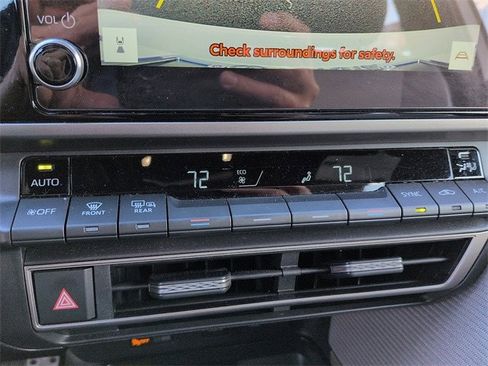 VOL
Check surroundings for safety.
AUTO
72
ECO
72
OFF
FRONT
REAR
SYNC
A/C